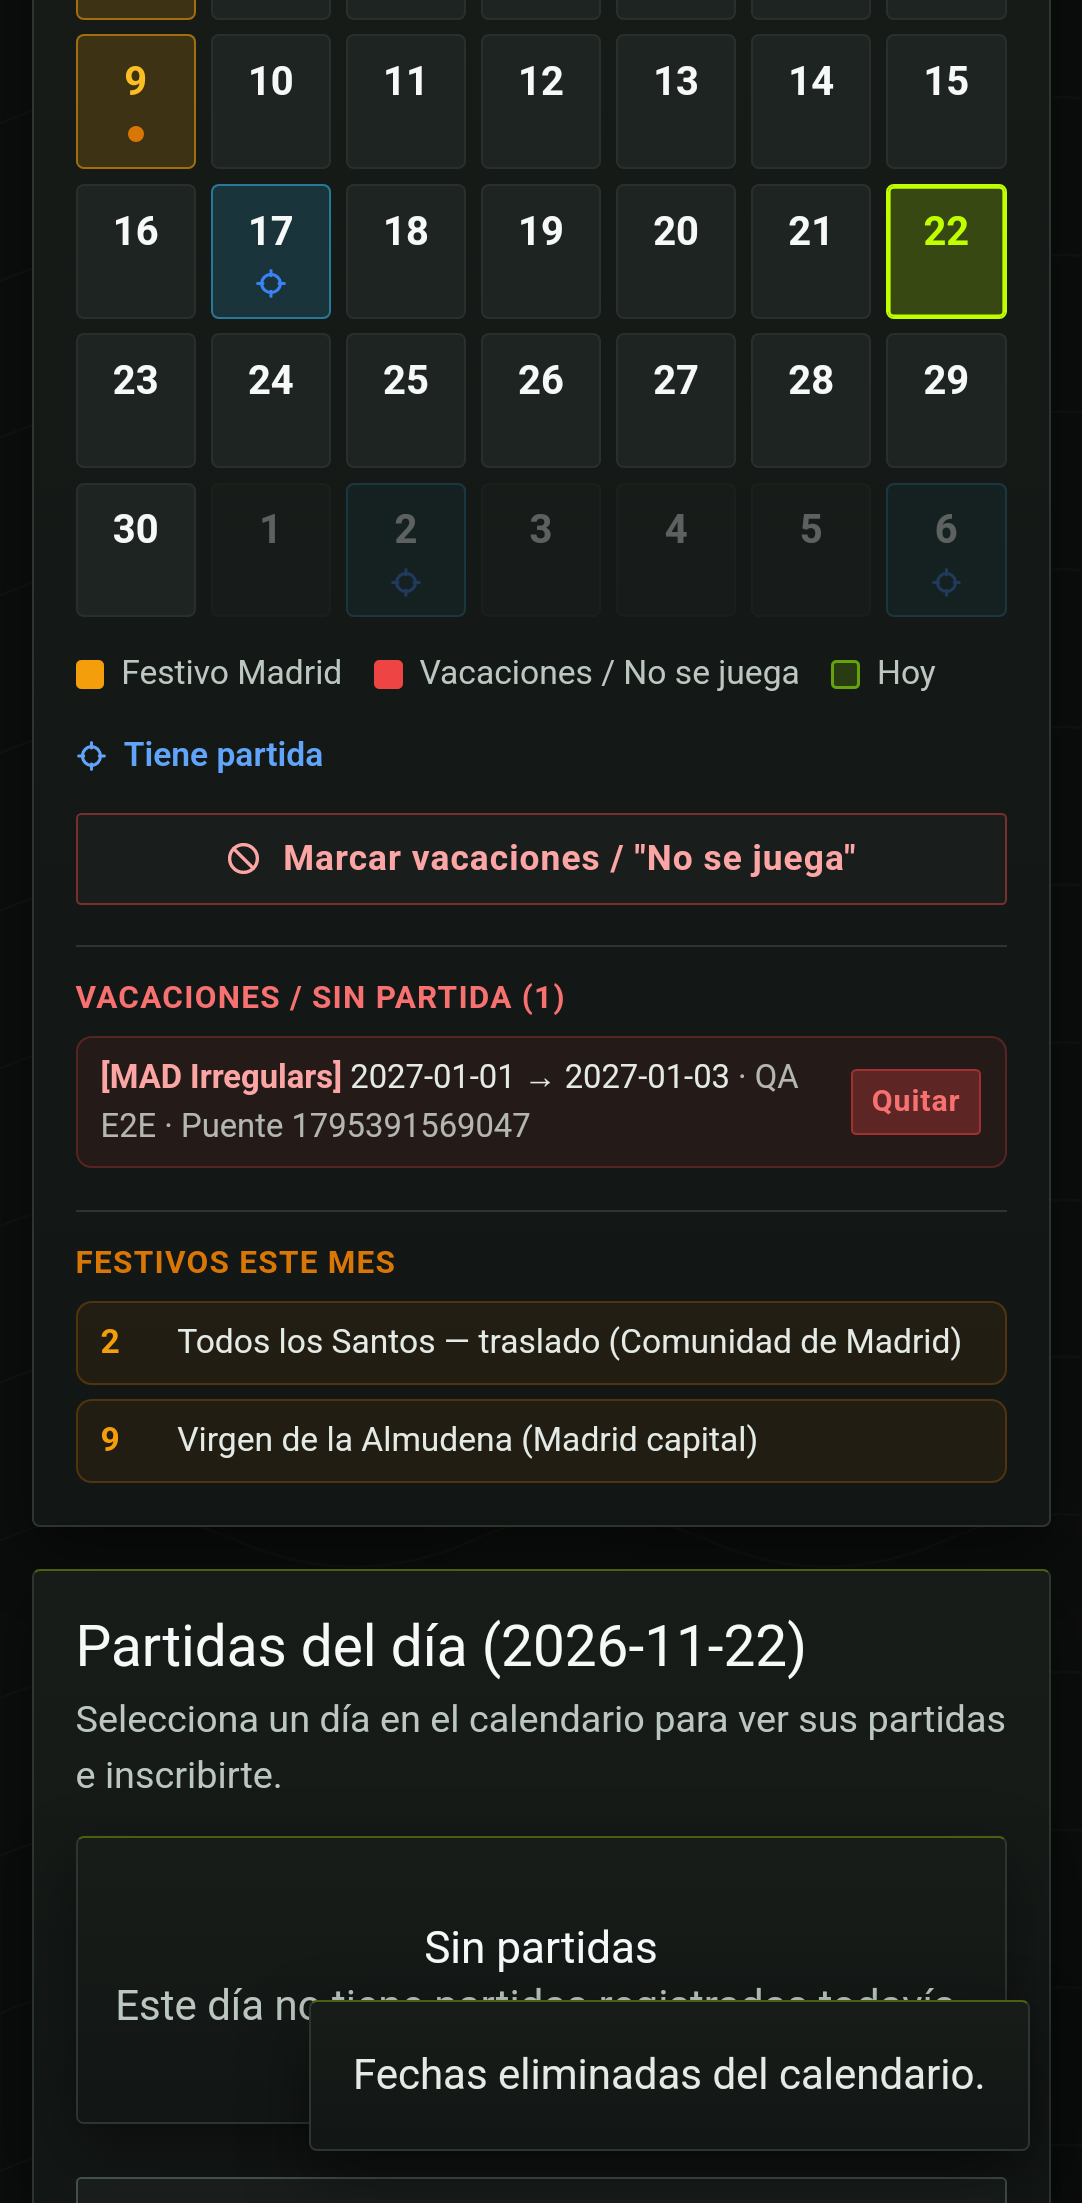 9 10 11 12 13 14 15
16 17 18 19 20 21 22
23 24 25 26 27 28 29
30 1 2 3 4 5 6
Festivo Madrid Vacaciones / No se juega Hoy
Tiene partida
Marcar vacaciones / "No se juega"
VACACIONES / SIN PARTIDA (1)
[MAD Irregulars] 2027-01-01 → 2027-01-03 · QA
E2E · Puente 1795391569047
Quitar
FESTIVOS ESTE MES
2 Todos los Santos — traslado (Comunidad de Madrid)
9 Virgen de la Almudena (Madrid capital)
Partidas del día (2026-11-22)
Selecciona un día en el calendario para ver sus partidas
e inscribirte.
Sin partidas
Este día no tiene partidas registradas todavía
Fechas eliminadas del calendario.